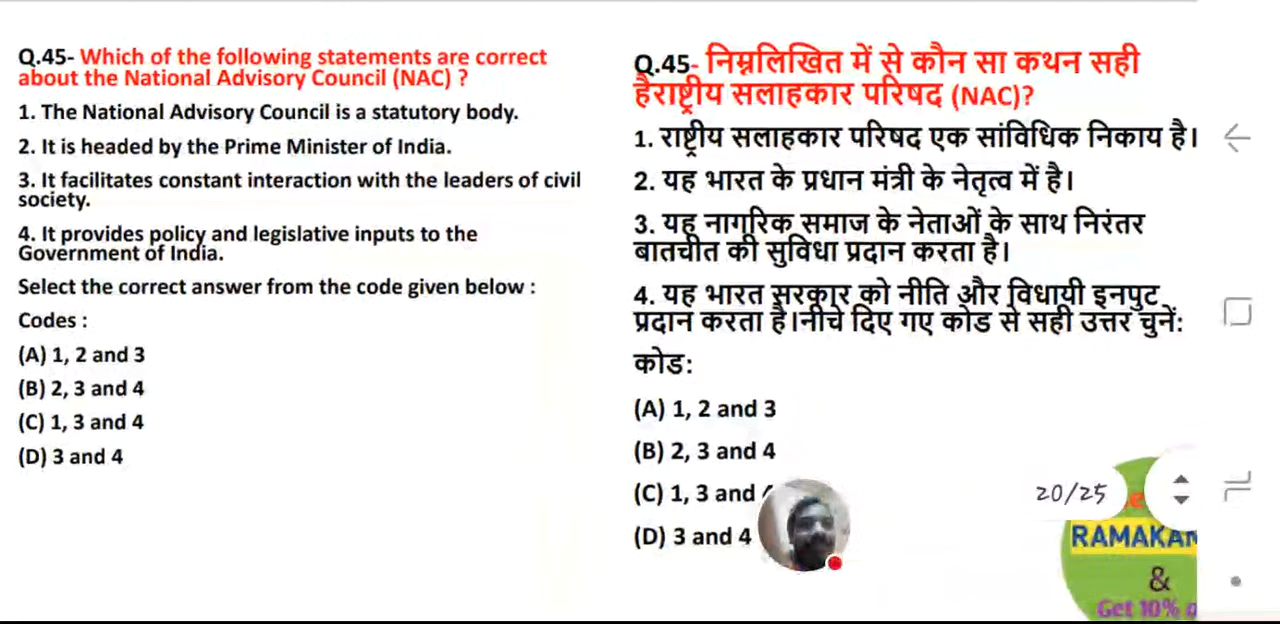 Q.45- Which of the following statements are correct
about the National Advisory Council (NAC) ?
1. The National Advisory Council is a statutory body.
2. It is headed by the Prime Minister of India.
3. It facilitates constant interaction with the leaders of civil
society.
4. It provides policy and legislative inputs to the
Government of India.
Select the correct answer from the code given below :
Codes :
(A) 1, 2 and 3
(B) 2, 3 and 4
(C) 1, 3 and 4
(D) 3 and 4
Q.45- निम्नलिखित में से कौन सा कथन सही
हैराष्ट्रीय सलाहकार परिषद (NAC)?
1. राष्ट्रीय सलाहकार परिषद एक सांविधिक निकाय है।
2. यह भारत के प्रधान मंत्री के नेतृत्व में है।
3. यह नागरिक समाज के नेताओं के साथ निरंतर
बातचीत की सुविधा प्रदान करता है।
4. यह भारत सरकार को नीति और विधायी इनपुट
प्रदान करता है।नीचे दिए गए कोड से सही उत्तर चुनें:
कोड:
(A) 1, 2 and 3
(B) 2, 3 and 4
(C) 1, 3 and
(D) 3 and 4
20/25
RAMAKAN
&
Get 10%